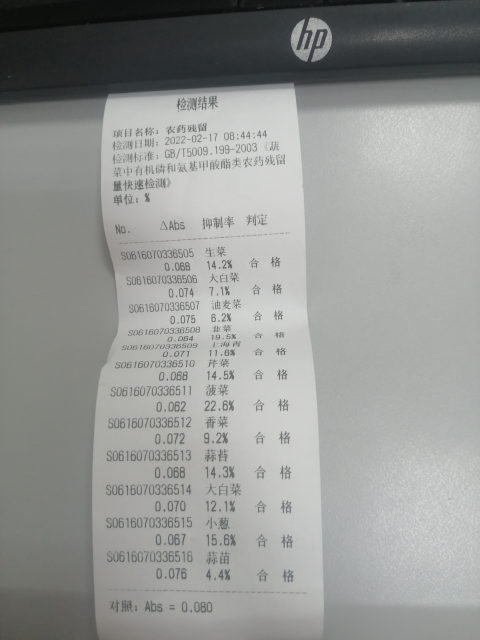 hp
检测结果
项目名称: 农药残留
检测日期: 2022-02-17 08:44:44
检测标准: GB/T5009.199-2003《蔬
菜中有机磷和氨基甲酸酯类农药残留
量快速检测》
单位: %
No. ΔAbs 抑制率 判定
S0616070336505 生菜
0.068 14.2% 合 格
S0616070336506 大白菜
0.074 7.1% 合 格
S0616070336507 油麦菜
0.075 6.2% 合 格
S0616070336508 韭菜
0.064 19.5% 合 格
S0616070336509 上海青
0.071 11.6% 合 格
S0616070336510 芹菜
0.068 14.5% 合 格
S0616070336511 菠菜
0.062 22.6% 合 格
S0616070336512 香菜
0.072 9.2% 合 格
S0616070336513 蒜苔
0.068 14.3% 合 格
S0616070336514 大白菜
0.070 12.1% 合 格
S0616070336515 小葱
0.067 15.6% 合 格
S0616070336516 蒜苗
0.076 4.4% 合 格
对照: Abs = 0.080